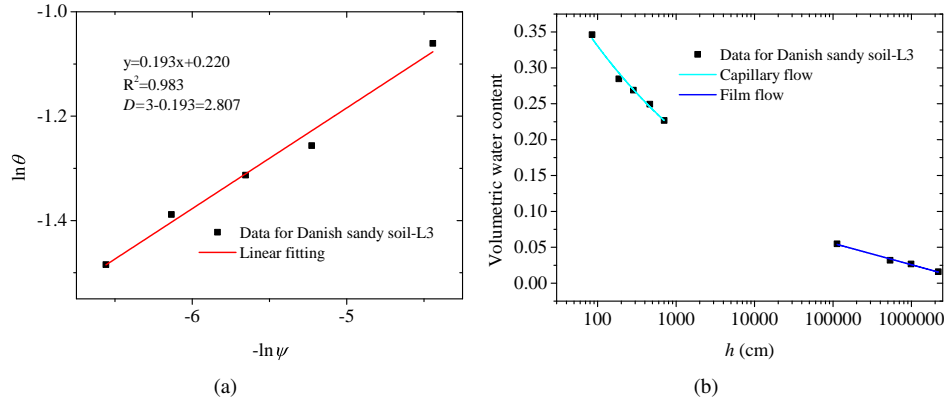 (a)
-1.0
-1.2
-1.4
lnθ
y=0.193x+0.220
R²=0.983
D=3-0.193=2.807
Data for Danish sandy soil-L3
Linear fitting
-6
-5
-4
-lnψ
(a)
(b)
0.35
0.30
0.25
0.20
0.15
0.10
0.05
0.00
Volumetric water content
Data for Danish sandy soil-L3
Capillary flow
Film flow
100
1000
10000
100000
1000000
h (cm)
(b)